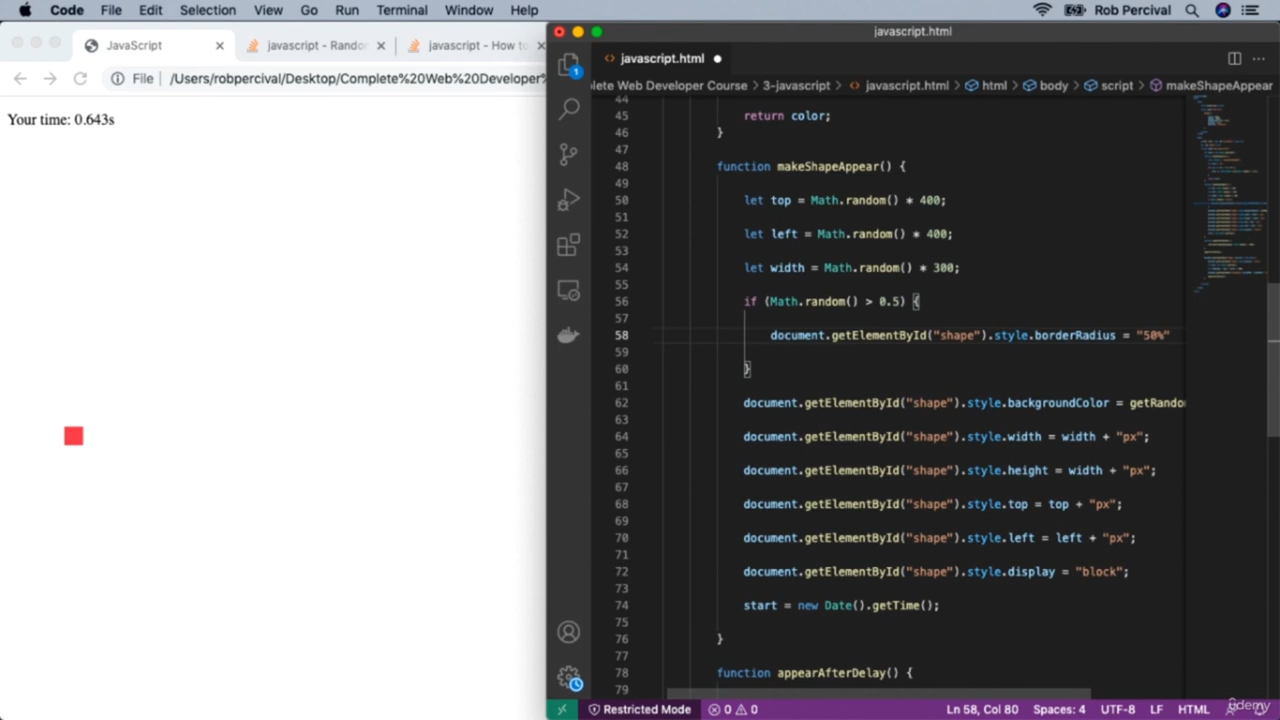 Code File Edit Selection View Go Run Terminal Window Help Rob Percival
JavaScript
javascript - Rando
javascript - How to
File /Users/robpercival/Desktop/Complete%20Web%20Developer%
Your time: 0.643s
javascript.html
javascript.html
lete Web Developer Course > 3-javascript > javascript.html > html > body > script > makeShapeAppear
44
45 return color;
46 }
47
48 function makeShapeAppear() {
49
50 let top = Math.random() * 400;
51
52 let left = Math.random() * 400;
53
54 let width = Math.random() * 300;
55
56 if (Math.random() > 0.5) {
57
58 document.getElementById("shape").style.borderRadius = "50%"
59
60 }
61
62 document.getElementById("shape").style.backgroundColor = getRando
63
64 document.getElementById("shape").style.width = width + "px";
65
66 document.getElementById("shape").style.height = width + "px";
67
68 document.getElementById("shape").style.top = top + "px";
69
70 document.getElementById("shape").style.left = left + "px";
71
72 document.getElementById("shape").style.display = "block";
73
74 start = new Date().getTime();
75
76 }
77
78 function appearAfterDelay() {
79
Restricted Mode 0 0 Ln 58, Col 80 Spaces: 4 UTF-8 LF HTML
udemy